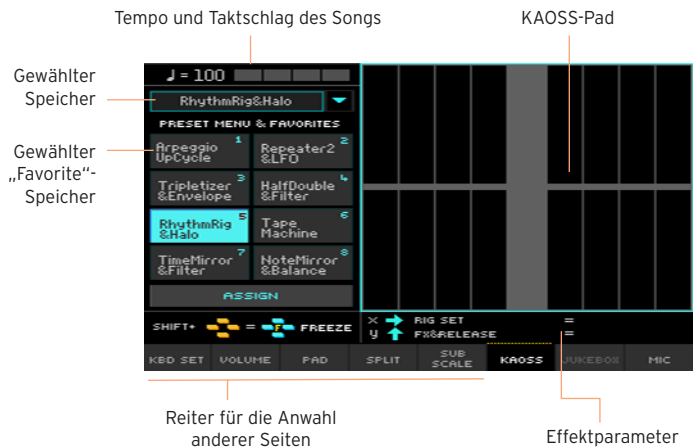 Tempo und Taktschlag des Songs
KAOSS-Pad
Gewählter
Speicher
Gewählter
„Favorite“-
Speicher
♩ = 100
RhythmRig&Halo
PRESET MENU & FAVORITES
Arpeggio
UpCycle
1
Repeater2
&LFO
2
Tripletizer
&Envelope
3
HalfDouble
&Filter
4
RhythmRig
&Halo
5
Tape
Machine
6
TimeMirror
&Filter
7
NoteMirror
&Balance
8
ASSIGN
SHIFT+ = F FREEZE
X → RIG SET =
y ↑ FX&RELEASE =
KBD SET VOLUME PAD SPLIT SUB SCALE KAOSS JUKEBOX MIC
Reiter für die Anwahl
anderer Seiten
Effektparameter